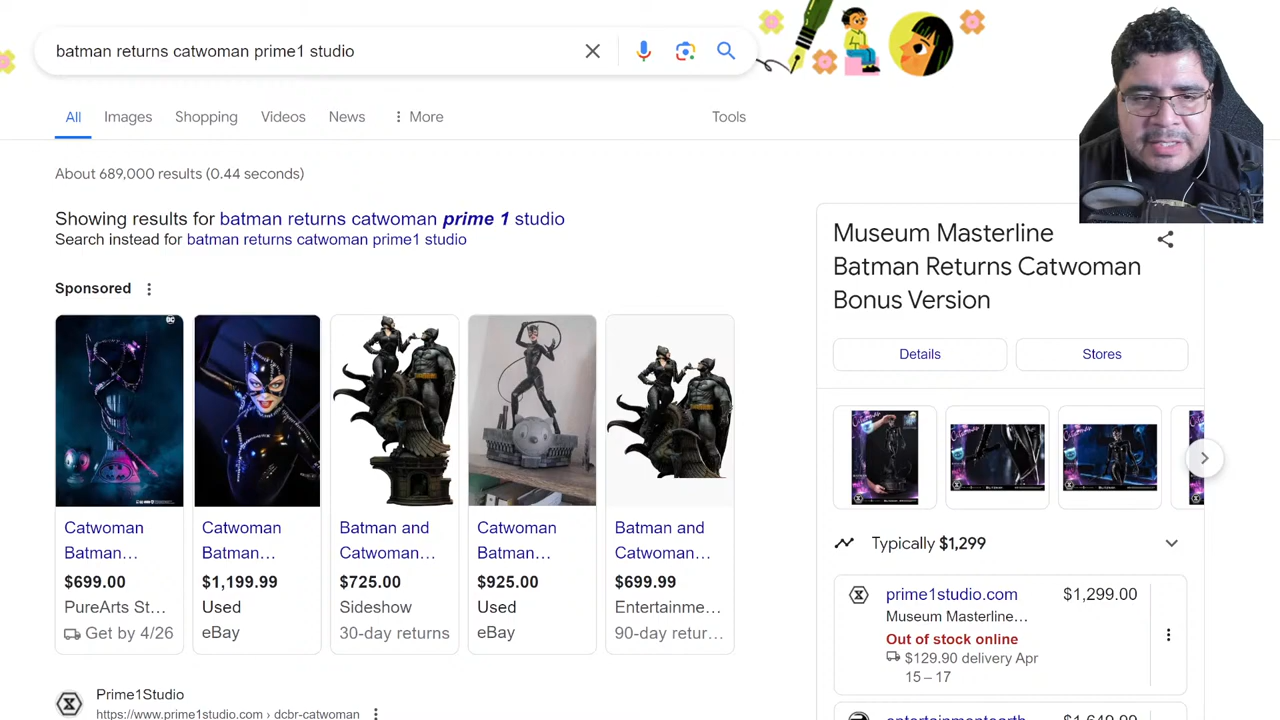 batman returns catwoman prime1 studio
All
Images
Shopping
Videos
News
More
Tools
About 689,000 results (0.44 seconds)
Showing results for batman returns catwoman prime 1 studio
Search instead for batman returns catwoman prime1 studio
Sponsored
Catwoman
Batman…
$699.00
PureArts St…
Get by 4/26
Catwoman
Batman…
$1,199.99
Used
eBay
Batman and
Catwoman…
$725.00
Sideshow
30-day returns
Catwoman
Batman…
$925.00
Used
eBay
Batman and
Catwoman…
$699.99
Entertainme…
90-day retur…
Prime1Studio
https://www.prime1studio.com › dcbr-catwoman
Museum Masterline
Batman Returns Catwoman
Bonus Version
Details
Stores
Typically $1,299
prime1studio.com
$1,299.00
Museum Masterline…
Out of stock online
$129.90 delivery Apr
15 – 17